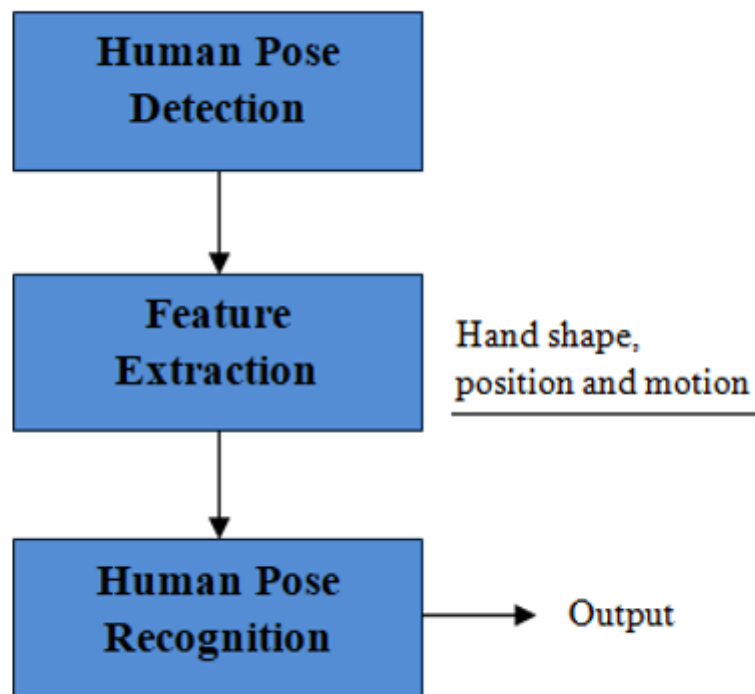 Human Pose
Detection
Feature
Extraction
Hand shape,
position and motion
Human Pose
Recognition
Output